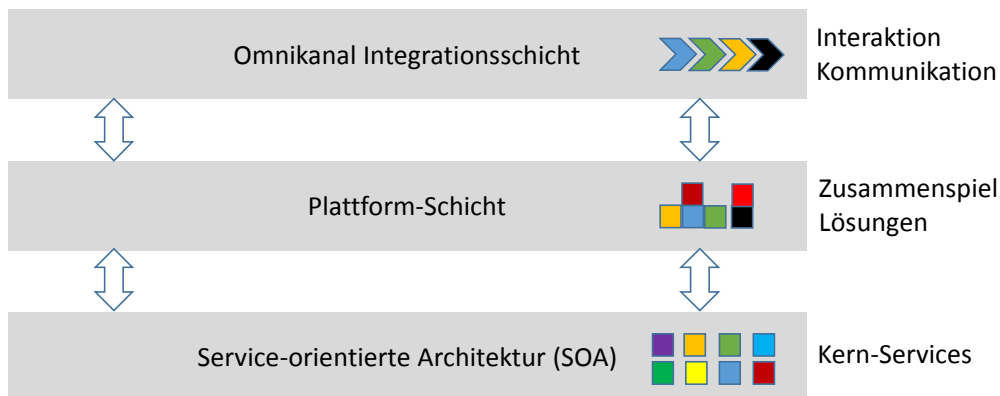 Omnikanal Integrationsschicht
Interaktion
Kommunikation
Plattform-Schicht
Zusammenspiel
Lösungen
Service-orientierte Architektur (SOA)
Kern-Services